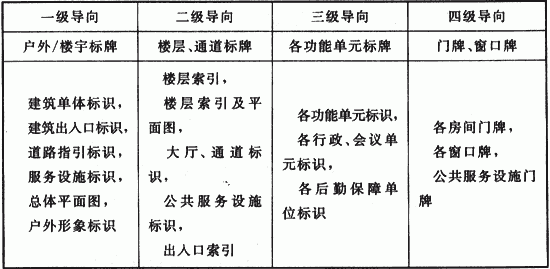 一级导向
二级导向
三级导向
四级导向
户外/楼宇标牌
楼层、通道标牌
各功能单元标牌
门牌、窗口牌
建筑单体标识，
建筑出入口标识，
道路指引标识，
服务设施标识，
总体平面图，
户外形象标识
楼层索引，
楼层索引及平
面图，
大厅、通道标
识，
公共服务设施
标识，
出入口索引
各功能单元标识，
各行政、会议单
元标识，
各后勤保障单
位标识
各房间门牌，
各窗口牌，
公共服务设施门
牌